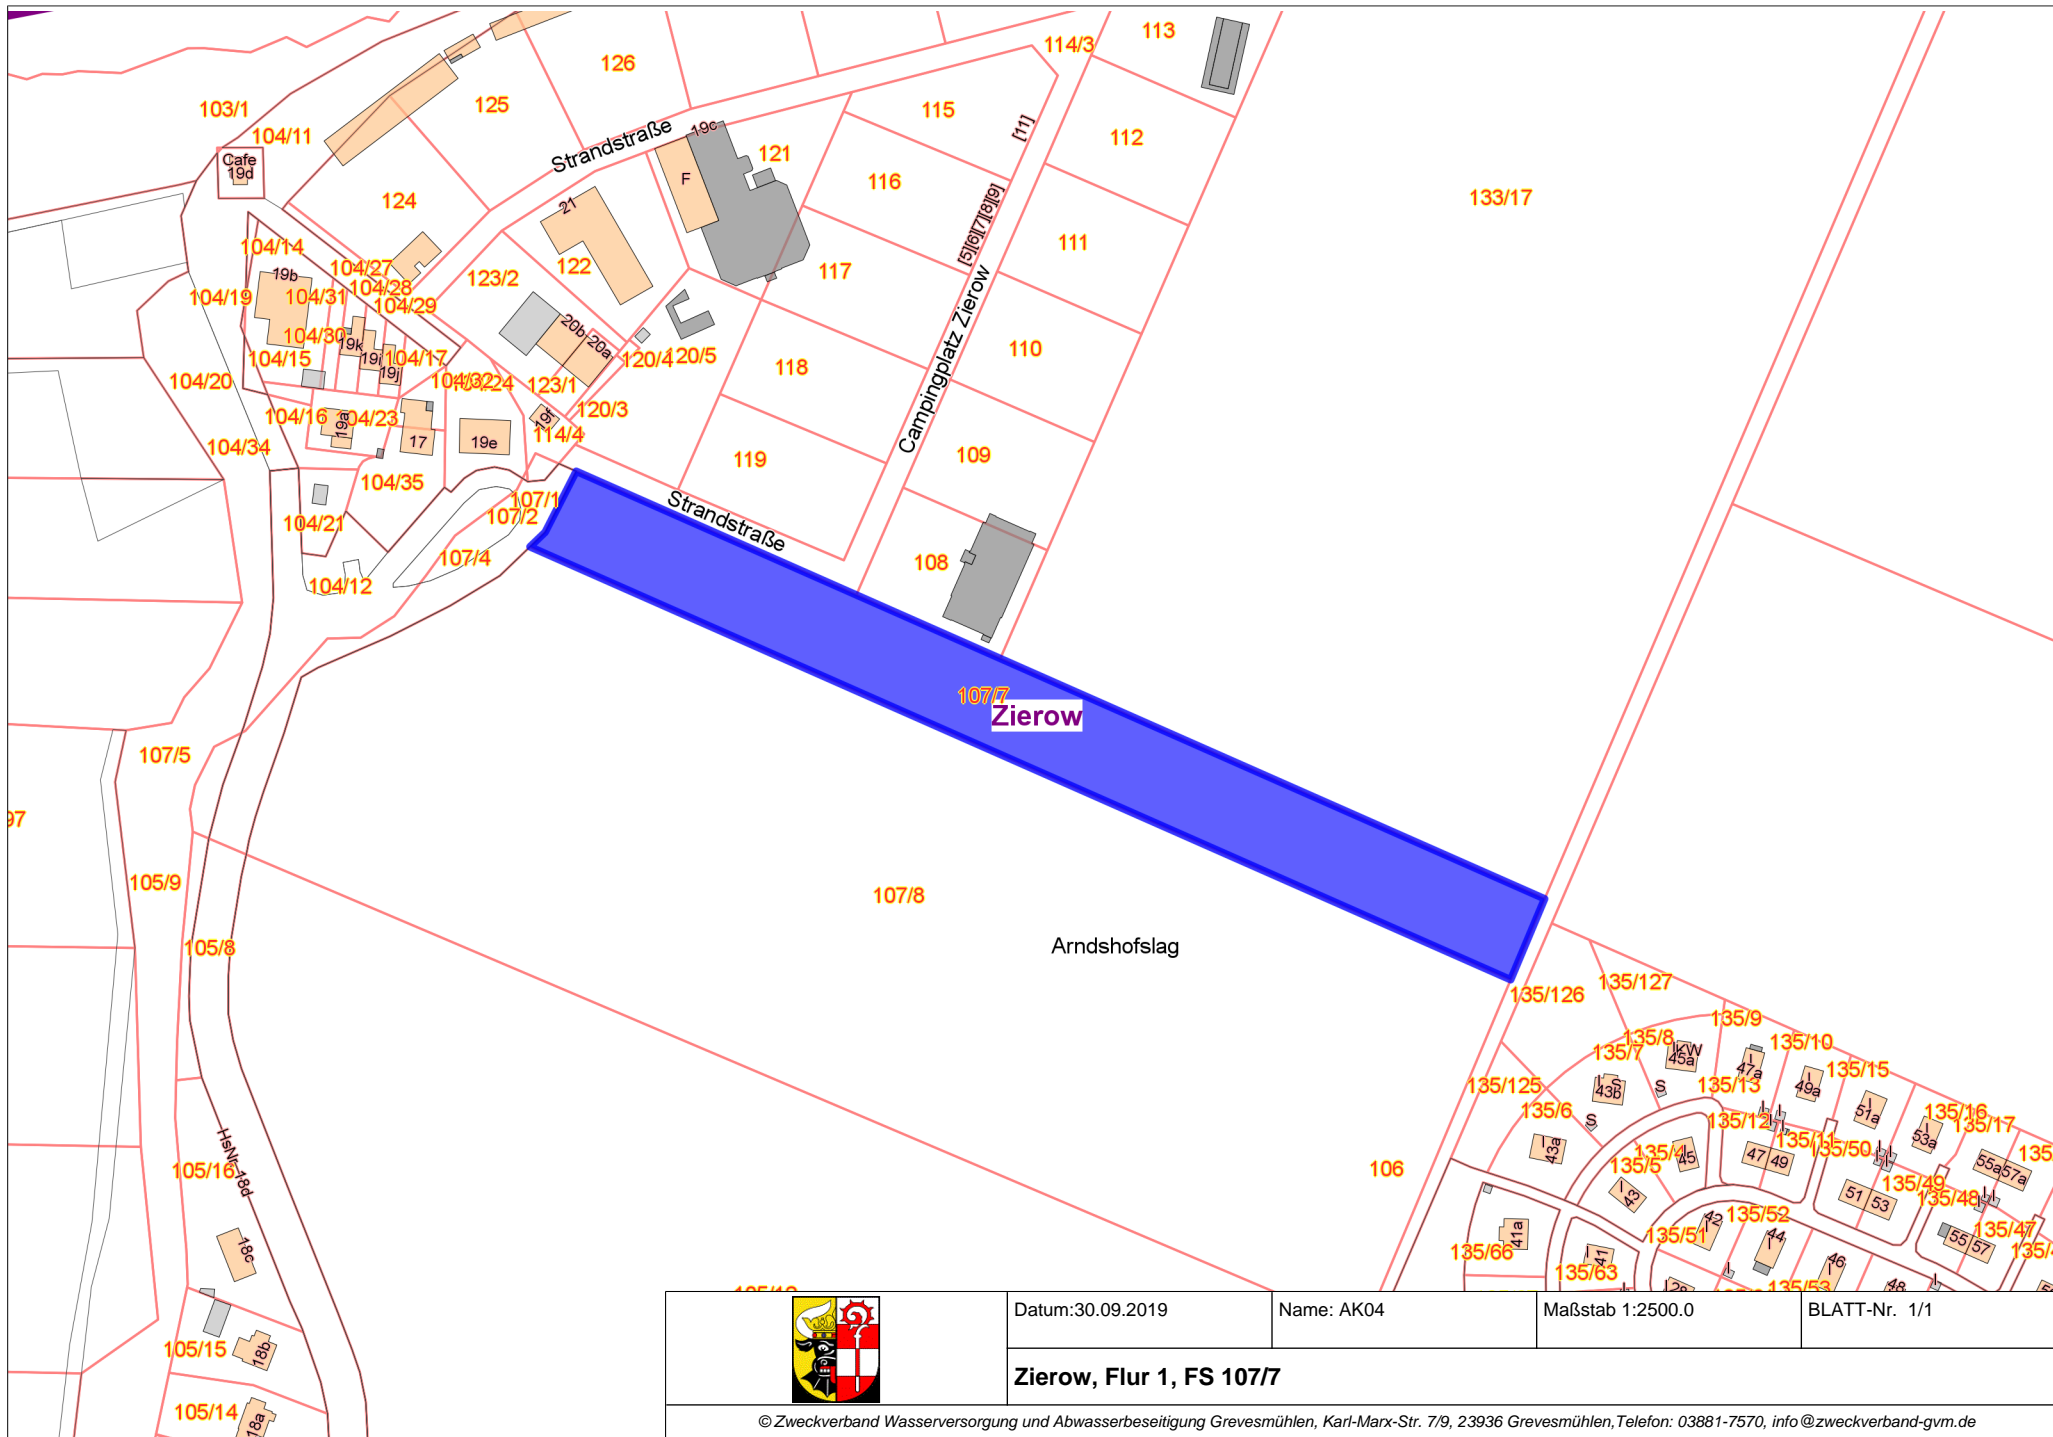 113
114/3
126
125
103/1
104/11
115
[11]
112
Strandstraße
19c
121
Cafe
19d
F
116
124
21
133/17
[5][6][7][8][9]
111
104/14
104/27
122
123/2
117
19b
104/28
104/19
104/31
104/29
Campingplatz Zierow
104/30
19k
20b
20a
110
104/15
19i
104/17
120/4
120/5
19j
118
104/20
104/32
123/1
104/16
19a
104/23
120/3
19f
114/4
17
19e
104/34
119
109
104/35
107/1
Strandstraße
107/2
104/21
107/4
108
104/12
107/7
Zierow
107/5
97
105/9
107/8
105/8
Arndshofslag
135/127
135/126
135/9
135/8
135/10
135/7
KW
45a
I
47a
135/15
135/125
I S
43b
S
135/13
I
49a
135/6
S
135/12
I
51a
135/16
135/17
I
43a
135/4
I
45
135/11
135/50
I
53a
135/5
47
49
106
HsNr. 18d
105/16
I
43
135/49
55a
57a
51
53
135/48
135/52
42
135/51
44
135/47
41a
135/66
I
41
55
57
18c
135/63
46
135/53
48
28
105/15
18b
105/14
18a
Datum:30.09.2019
Name: AK04
Maßstab 1:2500.0
BLATT-Nr. 1/1
Zierow, Flur 1, FS 107/7
© Zweckverband Wasserversorgung und Abwasserbeseitigung Grevesmühlen, Karl-Marx-Str. 7/9, 23936 Grevesmühlen,Telefon: 03881-7570, info@zweckverband-gvm.de